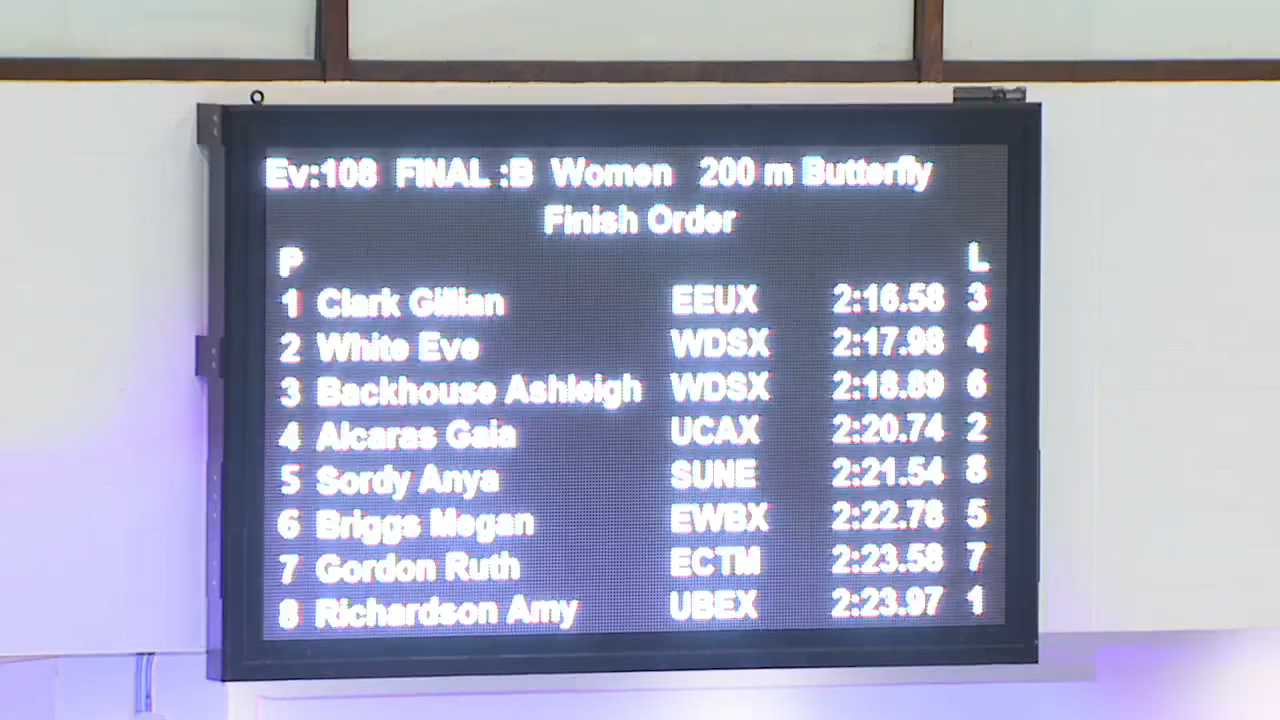 Ev:108 FINAL :B Women 200 m Butterfly
Finish Order
P L
1 Clark Gillian EEUX 2:16.58 3
2 White Eve WDSX 2:17.98 4
3 Backhouse Ashleigh WDSX 2:18.89 6
4 Alcaras Gaia UCAX 2:20.74 2
5 Sordy Anya SUNE 2:21.54 8
6 Briggs Megan EWBX 2:22.78 5
7 Gordon Ruth ECTM 2:23.58 7
8 Richardson Amy UBEX 2:23.97 1